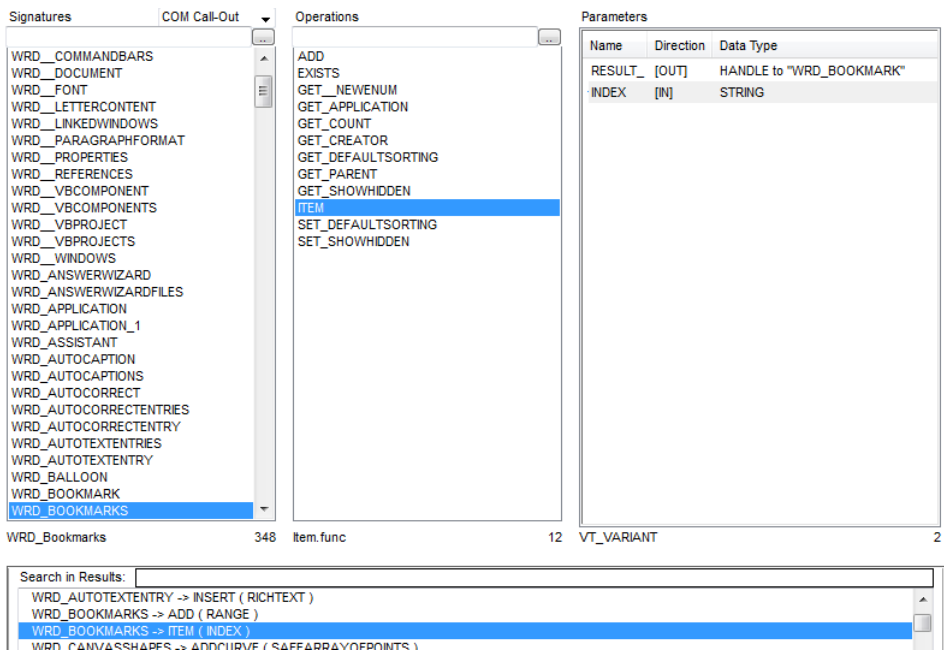 Signatures COM Call-Out
..
WRD__COMMANDBARS
WRD__DOCUMENT
WRD__FONT
WRD__LETTERCONTENT
WRD__LINKEDWINDOWS
WRD__PARAGRAPHFORMAT
WRD__PROPERTIES
WRD__REFERENCES
WRD__VBCOMPONENT
WRD__VBCOMPONENTS
WRD__VBPROJECT
WRD__VBPROJECTS
WRD__WINDOWS
WRD_ANSWERWIZARD
WRD_ANSWERWIZARDFILES
WRD_APPLICATION
WRD_APPLICATION_1
WRD_ASSISTANT
WRD_AUTOCAPTION
WRD_AUTOCAPTIONS
WRD_AUTOCORRECT
WRD_AUTOCORRECTENTRIES
WRD_AUTOCORRECTENTRY
WRD_AUTOTEXTENTRIES
WRD_AUTOTEXTENTRY
WRD_BALLOON
WRD_BOOKMARK
WRD_BOOKMARKS
WRD_Bookmarks 348
Operations
..
ADD
EXISTS
GET__NEWENUM
GET_APPLICATION
GET_COUNT
GET_CREATOR
GET_DEFAULTSORTING
GET_PARENT
GET_SHOWHIDDEN
ITEM
SET_DEFAULTSORTING
SET_SHOWHIDDEN
Item.func 12
Parameters
Name Direction Data Type
RESULT_ [OUT] HANDLE to "WRD_BOOKMARK"
INDEX [IN] STRING
VT_VARIANT 2
Search in Results:
WRD_AUTOTEXTENTRY -> INSERT ( RICHTEXT )
WRD_BOOKMARKS -> ADD ( RANGE )
WRD_BOOKMARKS -> ITEM ( INDEX )
WRD_CANVASSHAPES -> ADDCURVE ( SAFEARRAYOFPOINTS )